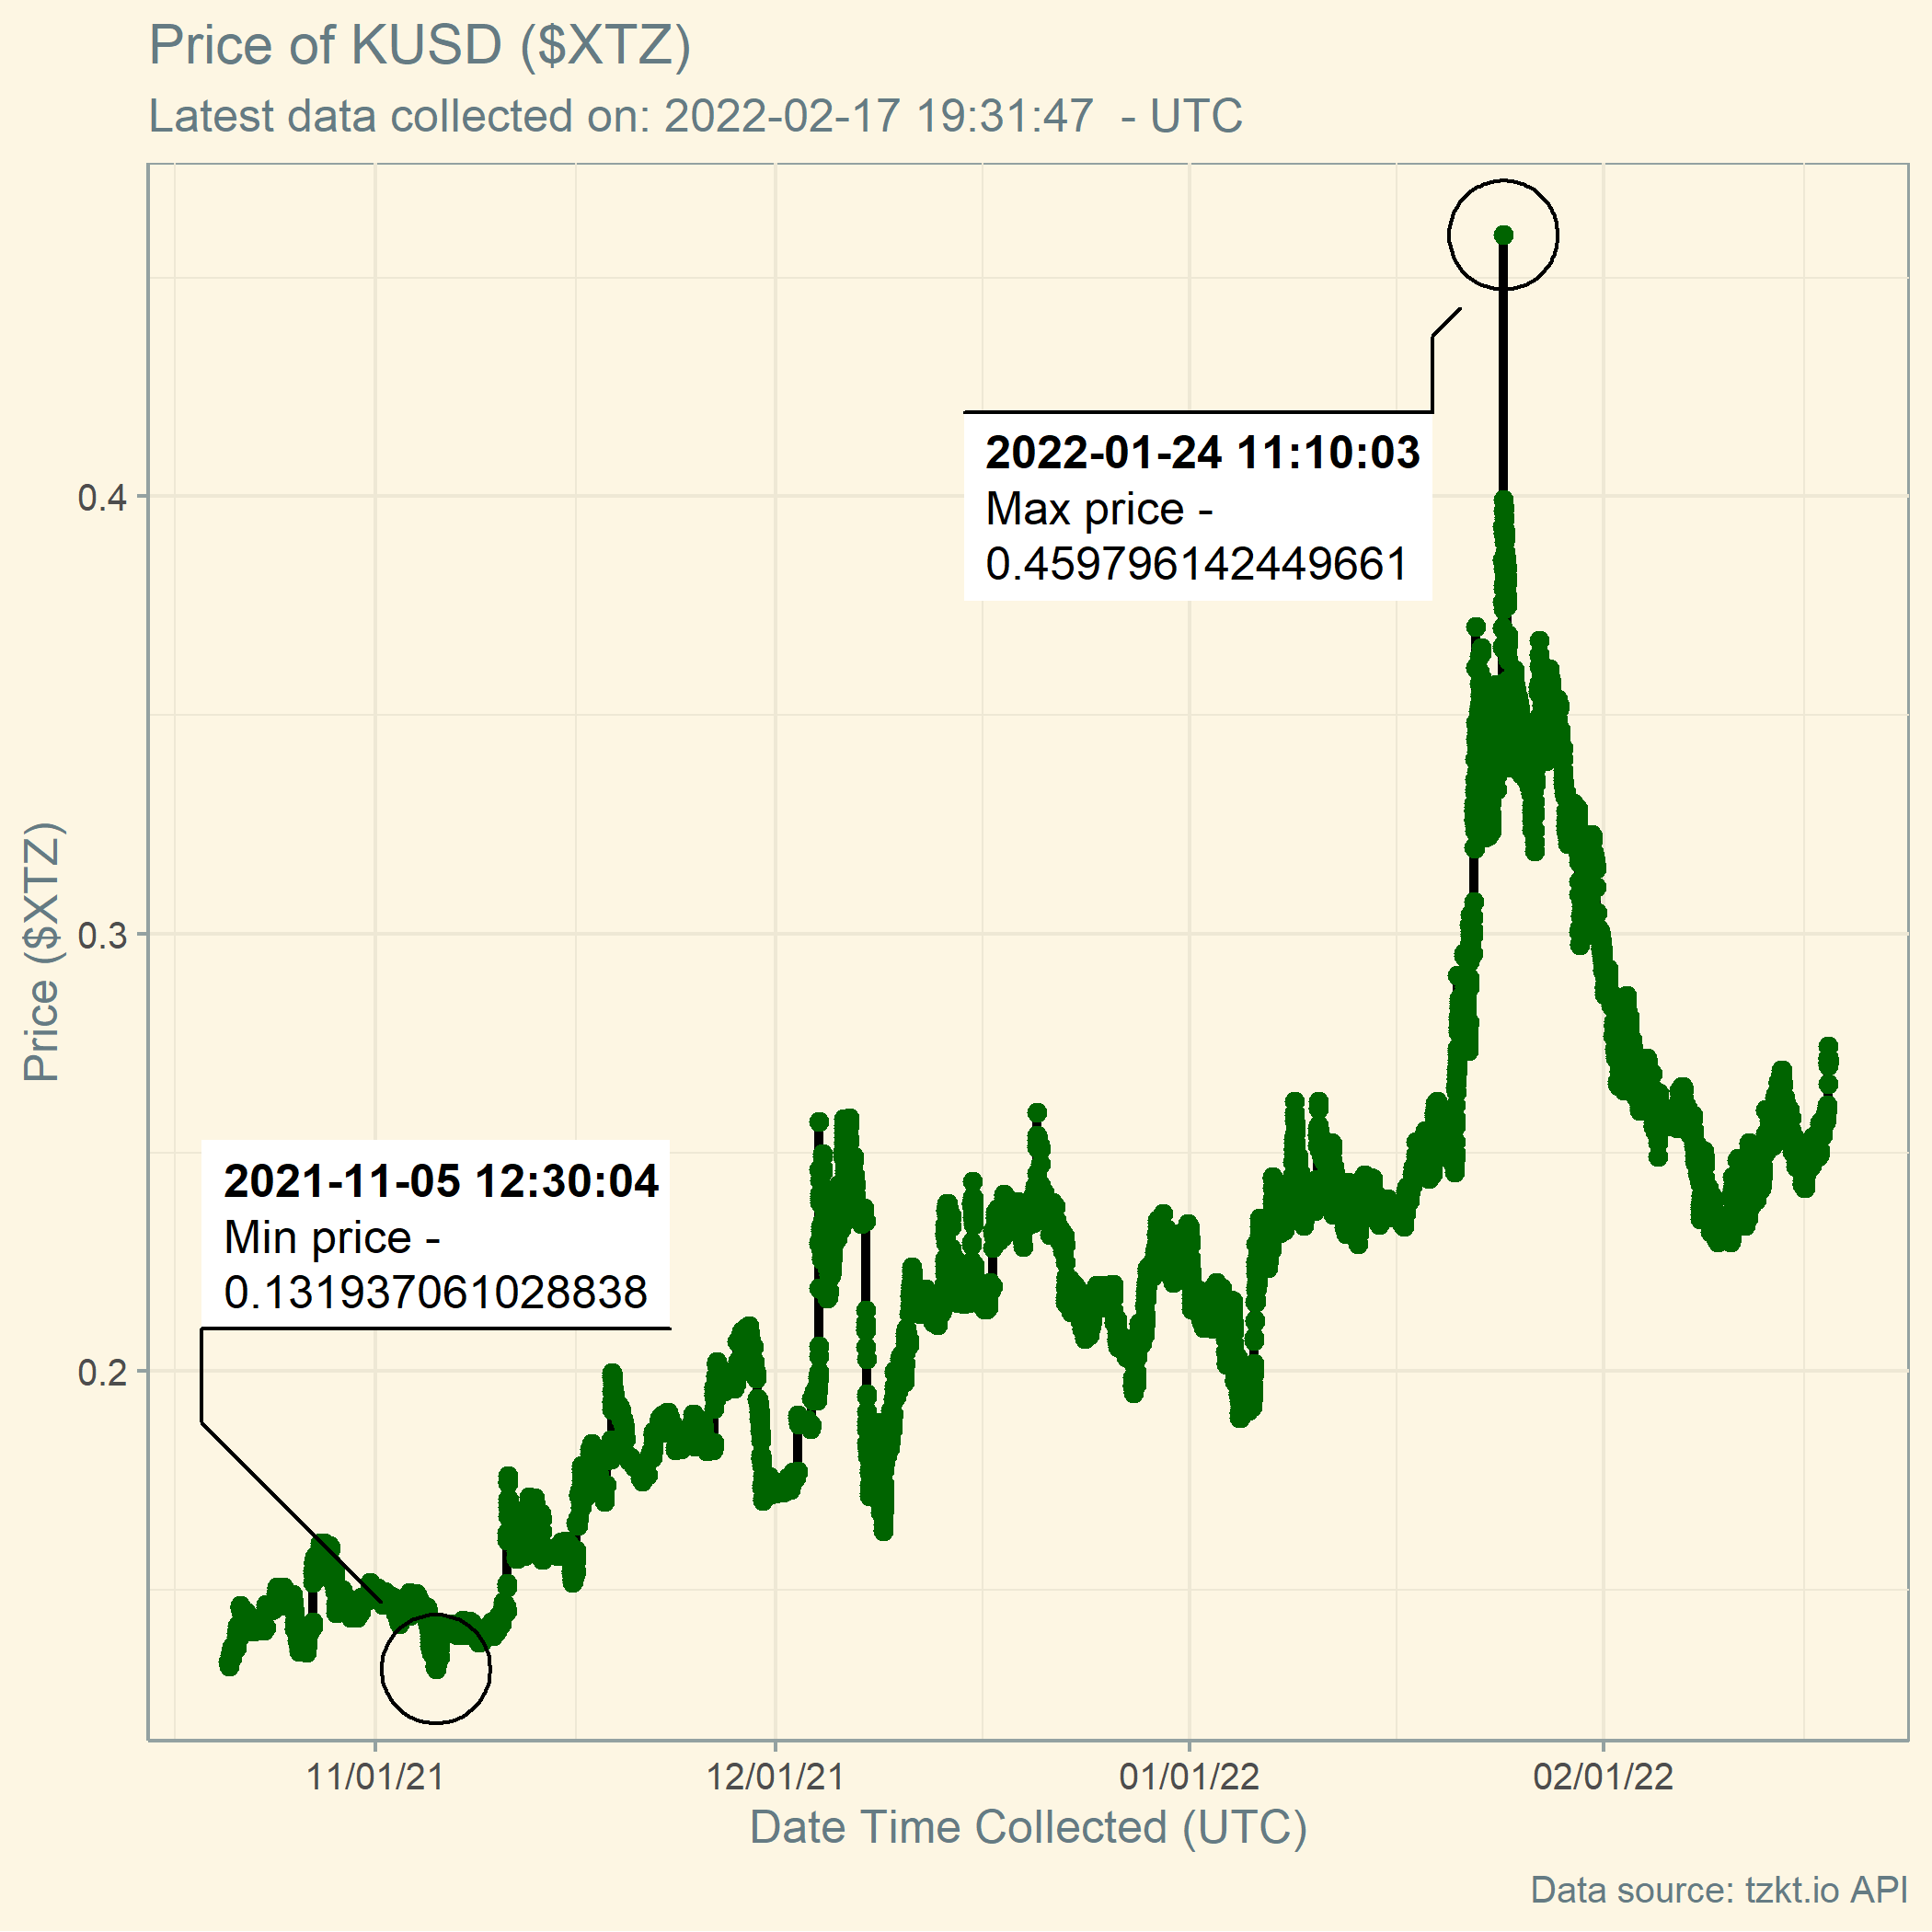 Price of KUSD ($XTZ)
Latest data collected on: 2022-02-17 19:31:47  - UTC
Price ($XTZ)
0.4
0.3
0.2
2022-01-24 11:10:03
Max price -
0.459796142449661
2021-11-05 12:30:04
Min price -
0.131937061028838
11/01/21
12/01/21
01/01/22
02/01/22
Date Time Collected (UTC)
Data source: tzkt.io API